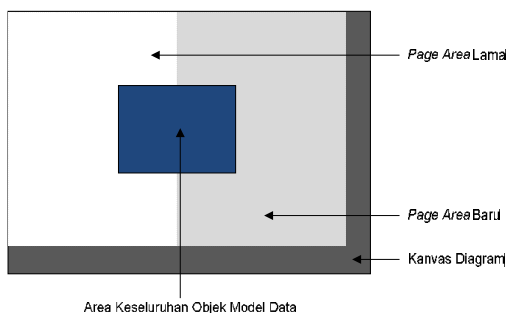 Page Area Lama
Page Area Baru
Kanvas Diagram
Area Keseluruhan Objek Model Data